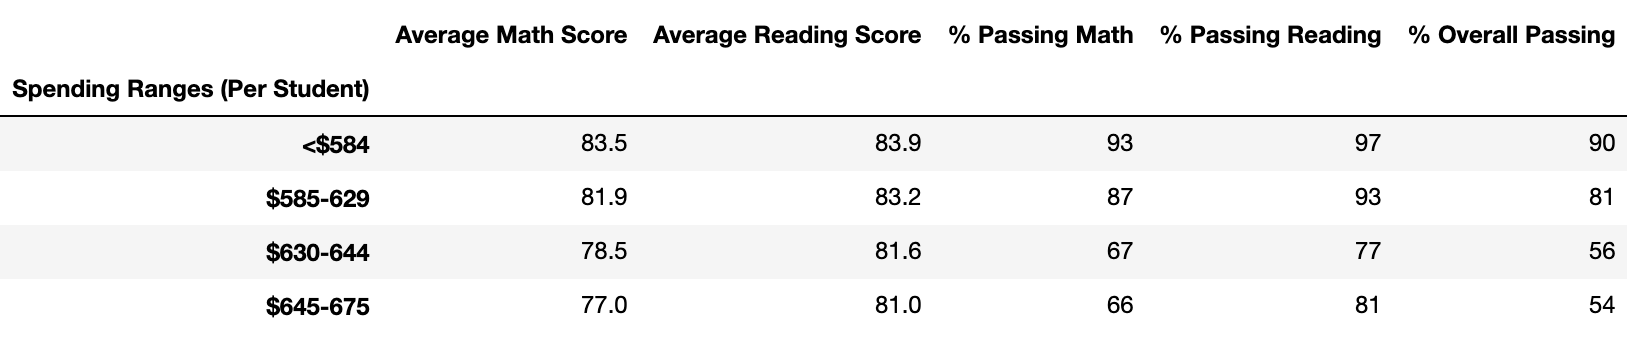 Average Math Score Average Reading Score % Passing Math % Passing Reading % Overall Passing
Spending Ranges (Per Student)
<$584 83.5 83.9 93 97 90
$585-629 81.9 83.2 87 93 81
$630-644 78.5 81.6 67 77 56
$645-675 77.0 81.0 66 81 54